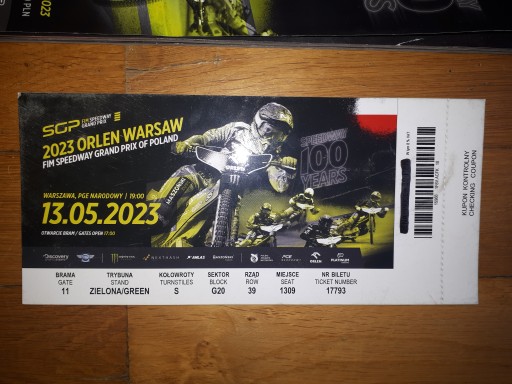 SGP FIM SPEEDWAY GRAND PRIX
2023 ORLEN WARSAW
FIM SPEEDWAY GRAND PRIX OF POLAND
SPEEDWAY
100
YEARS
WARSZAWA, PGE NARODOWY | 19:00
13.05.2023
OTWARCIE BRAM / GATES OPEN 17:00
discovery
ANLAS
ORLEN
BRAMA TRYBUNA KOŁOWROTY SEKTOR RZĄD MIEJSCE NR BILETU
GATE STAND TURNSTILES BLOCK ROW SEAT TICKET NUMBER
11 ZIELONA/GREEN S G20 39 1309 17793
KUPON KONTROLNY
CHECKING COUPON